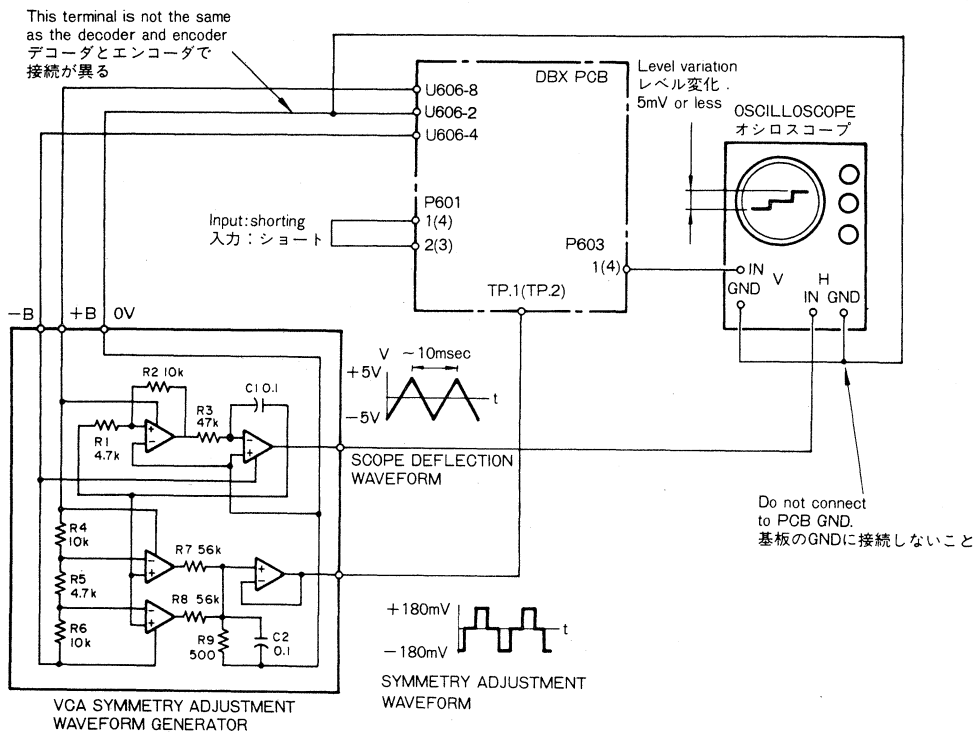 This terminal is not the same
as the decoder and encoder
デコーダとエンコーダで
接続が異る
DBX PCB
U606-8
U606-2
U606-4
P601
1(4)
2(3)
Input:shorting
入力：ショート
P603
1(4)
TP.1(TP.2)
Level variation
レベル変化．
5mV or less
OSCILLOSCOPE
オシロスコープ
IN
V
H
GND
IN
GND
−B
+B
0V
R2 10k
C1 0.1
R3
47k
R1
4.7k
+
−
−
+
V
~10msec
+5V
−5V
t
SCOPE DEFLECTION
WAVEFORM
Do not connect
to PCB GND.
基板のGNDに接続しないこと
R4
10k
R5
4.7k
R6
10k
−
+
R7 56k
−
+
R8 56k
+
−
R9
500
C2
0.1
+180mV
−180mV
t
SYMMETRY ADJUSTMENT
WAVEFORM
VCA SYMMETRY ADJUSTMENT
WAVEFORM GENERATOR